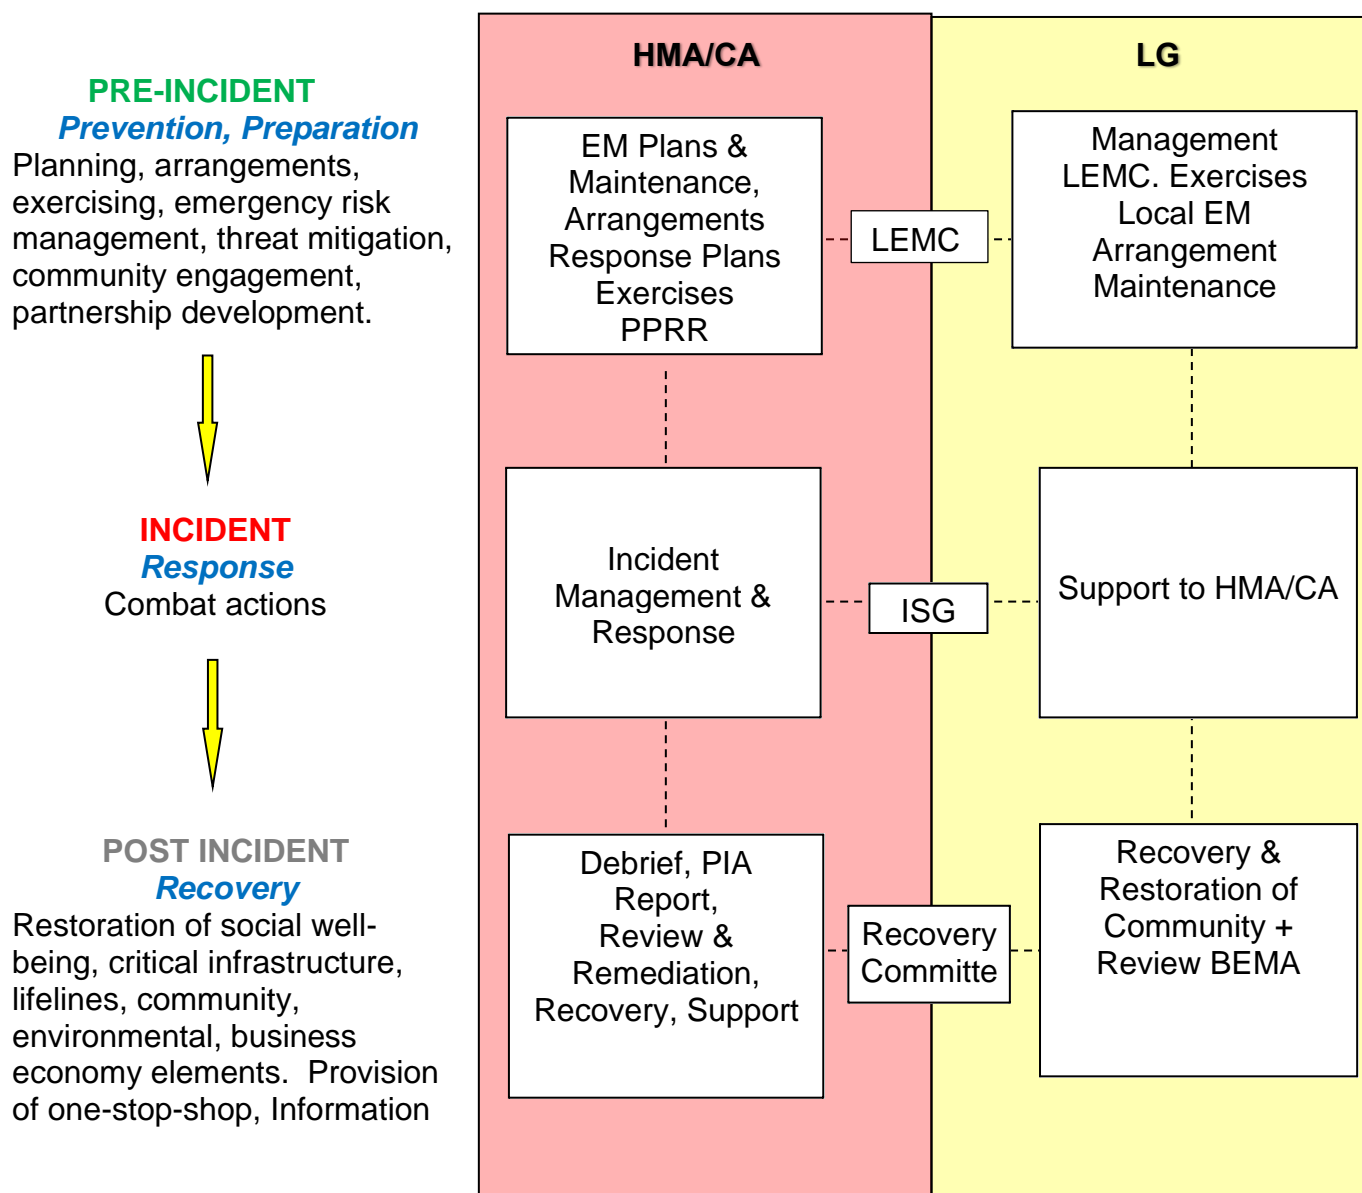 PRE-INCIDENT
Prevention, Preparation
Planning, arrangements,
exercising, emergency risk
management, threat mitigation,
community engagement,
partnership development.
INCIDENT
Response
Combat actions
POST INCIDENT
Recovery
Restoration of social well-
being, critical infrastructure,
lifelines, community,
environmental, business
economy elements.  Provision
of one-stop-shop, Information
HMA/CA
EM Plans &
Maintenance,
Arrangements
Response Plans
Exercises
PPRR
Incident
Management &
Response
Debrief, PIA
Report,
Review &
Remediation,
Recovery, Support
LEMC
ISG
Recovery
Committe
LG
Management
LEMC. Exercises
Local EM
Arrangement
Maintenance
Support to HMA/CA
Recovery &
Restoration of
Community +
Review BEMA